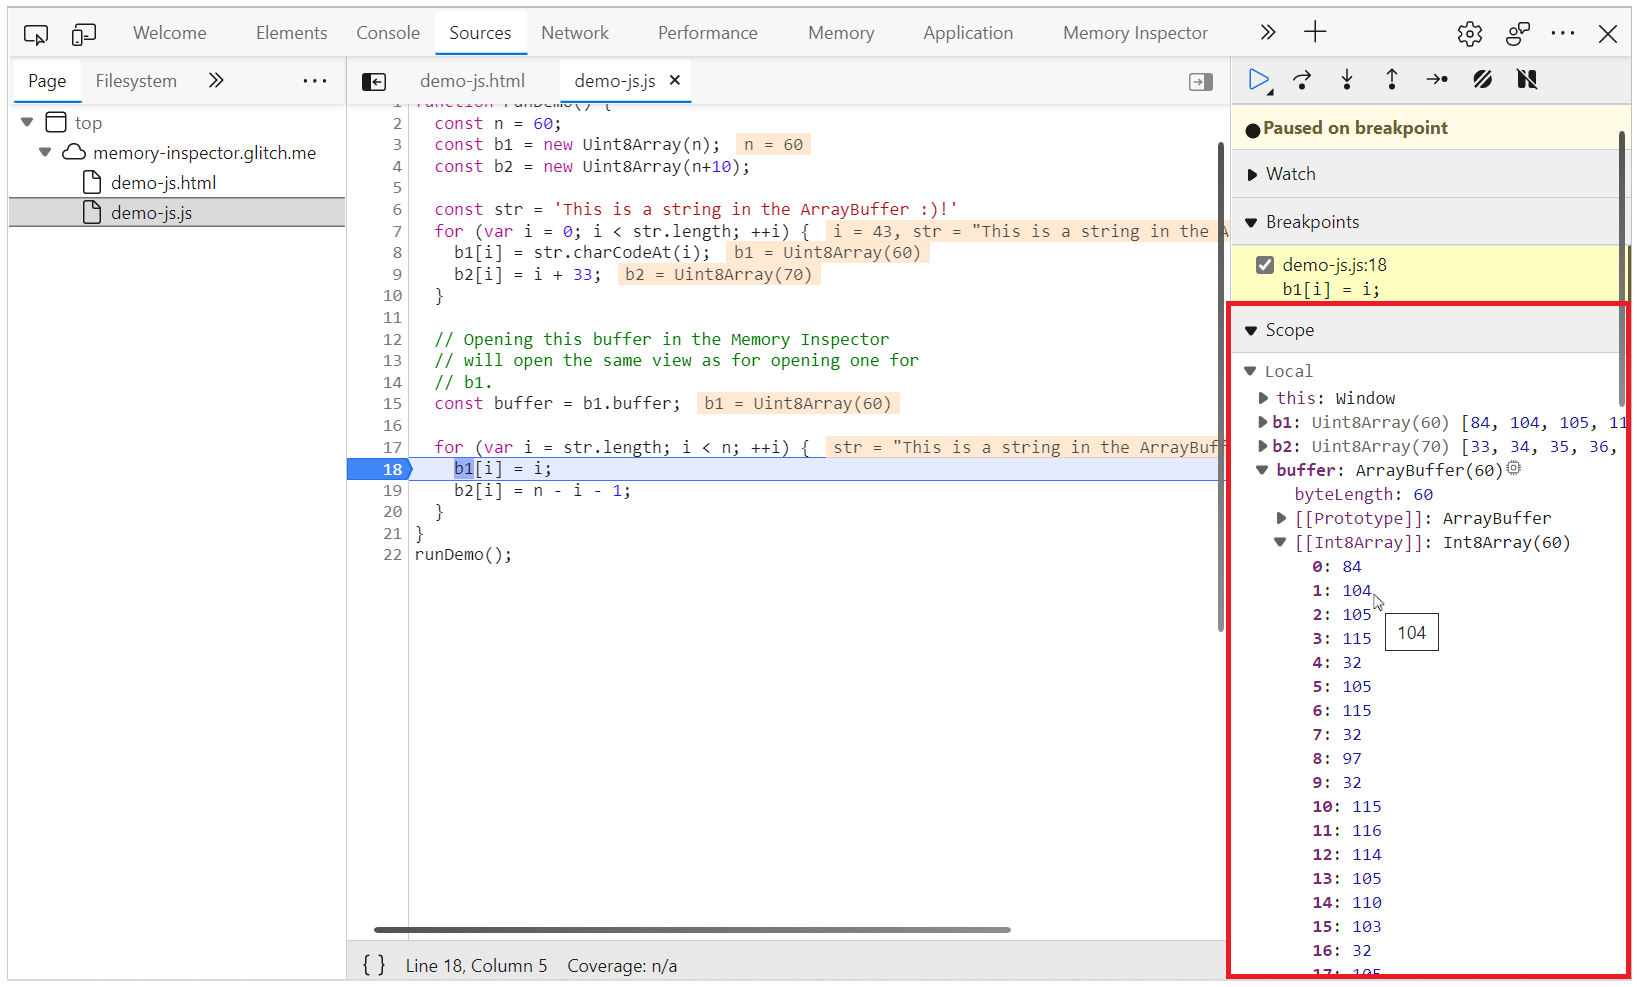 Welcome Elements Console Sources Network Performance Memory Application Memory Inspector
Page Filesystem
top
memory-inspector.glitch.me
demo-js.html
demo-js.js
demo-js.html demo-js.js
1 function runDemo() {
2 const n = 60;
3 const b1 = new Uint8Array(n); n = 60
4 const b2 = new Uint8Array(n+10);
5
6 const str = 'This is a string in the ArrayBuffer :)!'
7 for (var i = 0; i < str.length; ++i) { i = 43, str = "This is a string in the A
8 b1[i] = str.charCodeAt(i); b1 = Uint8Array(60)
9 b2[i] = i + 33; b2 = Uint8Array(70)
10 }
11
12 // Opening this buffer in the Memory Inspector
13 // will open the same view as for opening one for
14 // b1.
15 const buffer = b1.buffer; b1 = Uint8Array(60)
16
17 for (var i = str.length; i < n; ++i) { str = "This is a string in the ArrayBuff
18 b1[i] = i;
19 b2[i] = n - i - 1;
20 }
21 }
22 runDemo();
{ } Line 18, Column 5 Coverage: n/a
Paused on breakpoint
Watch
Breakpoints
demo-js.js:18
b1[i] = i;
Scope
Local
this: Window
b1: Uint8Array(60) [84, 104, 105, 11
b2: Uint8Array(70) [33, 34, 35, 36,
buffer: ArrayBuffer(60)
byteLength: 60
[[Prototype]]: ArrayBuffer
[[Int8Array]]: Int8Array(60)
0: 84
1: 104
2: 105
104
3: 115
4: 32
5: 105
6: 115
7: 32
8: 97
9: 32
10: 115
11: 116
12: 114
13: 105
14: 110
15: 103
16: 32
17: 105